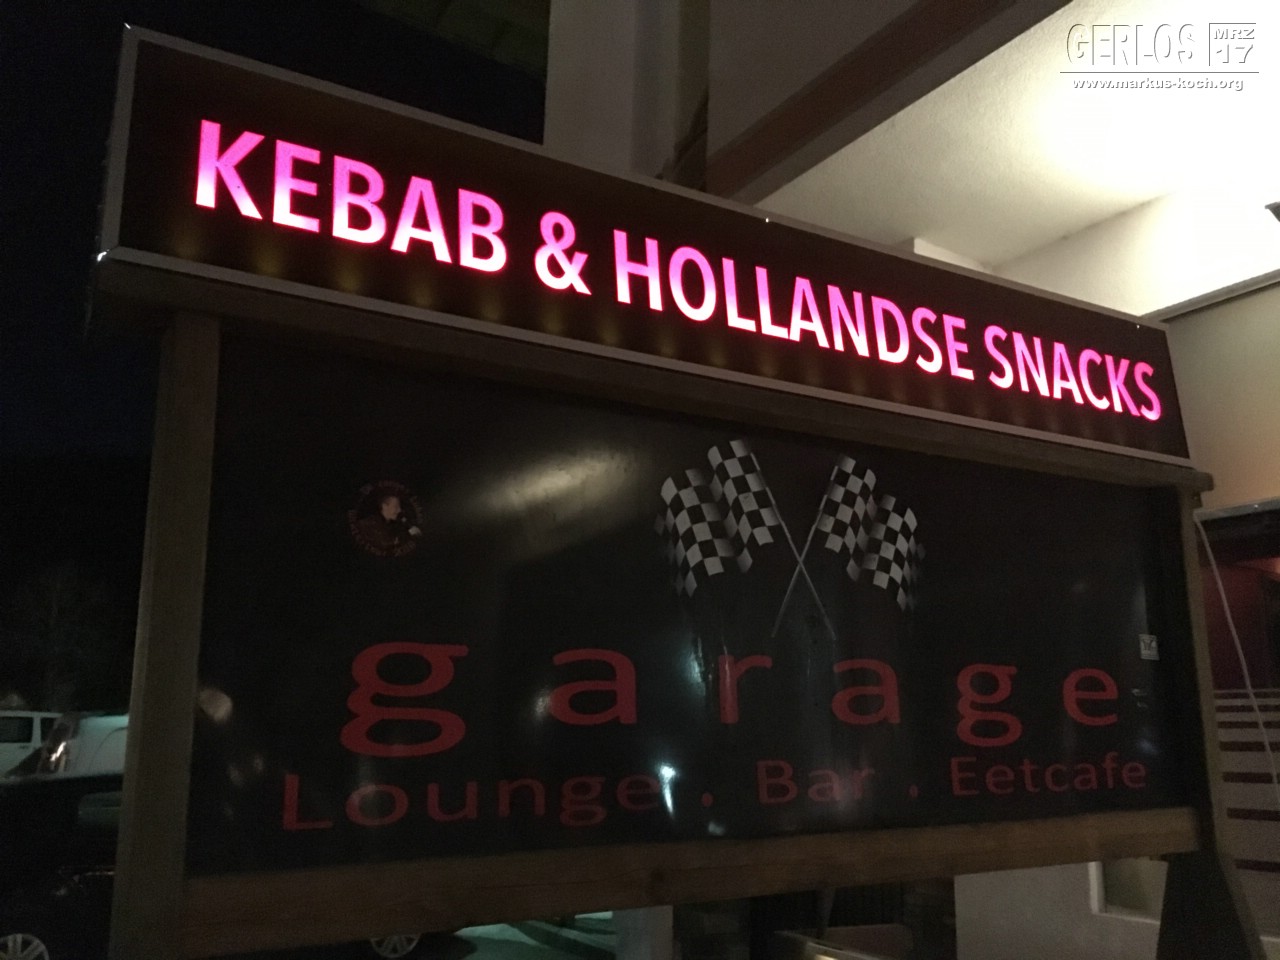 GERLOS MRZ 17
www.markus-koch.org
KEBAB & HOLLANDSE SNACKS
garage
Lounge . Bar . Eetcafe